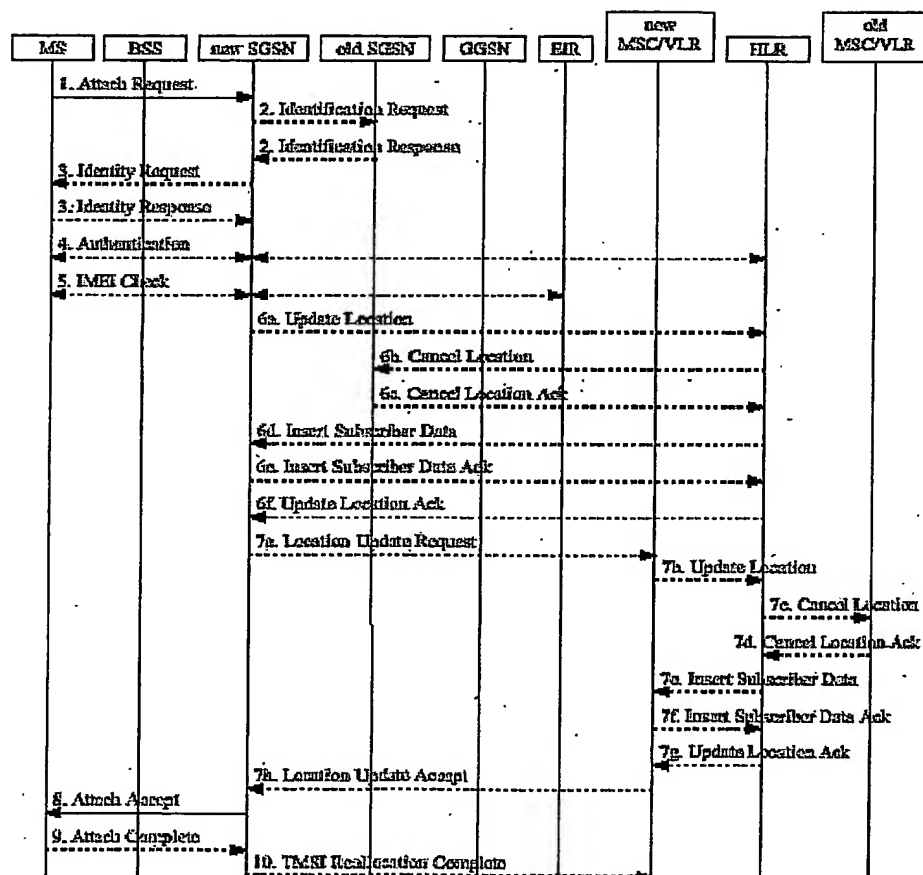 MS
BSS
new SGSN
old SGSN
GGSN
EIR
new
MSC/VLR
HLR
old
MSC/VLR
1. Attach Request
2. Identification Request
2. Identification Response
3. Identity Request
3. Identity Response
4. Authentication
5. IMEI Check
6a. Update Location
6b. Cancel Location
6c. Cancel Location Ack
6d. Insert Subscriber Data
6e. Insert Subscriber Data Ack
6f. Update Location Ack
7a. Location Update Request
7b. Update Location
7c. Cancel Location
7d. Cancel Location Ack
7e. Insert Subscriber Data
7f. Insert Subscriber Data Ack
7g. Update Location Ack
7h. Location Update Accept
8. Attach Accept
9. Attach Complete
10. TMSI Reallocation Complete